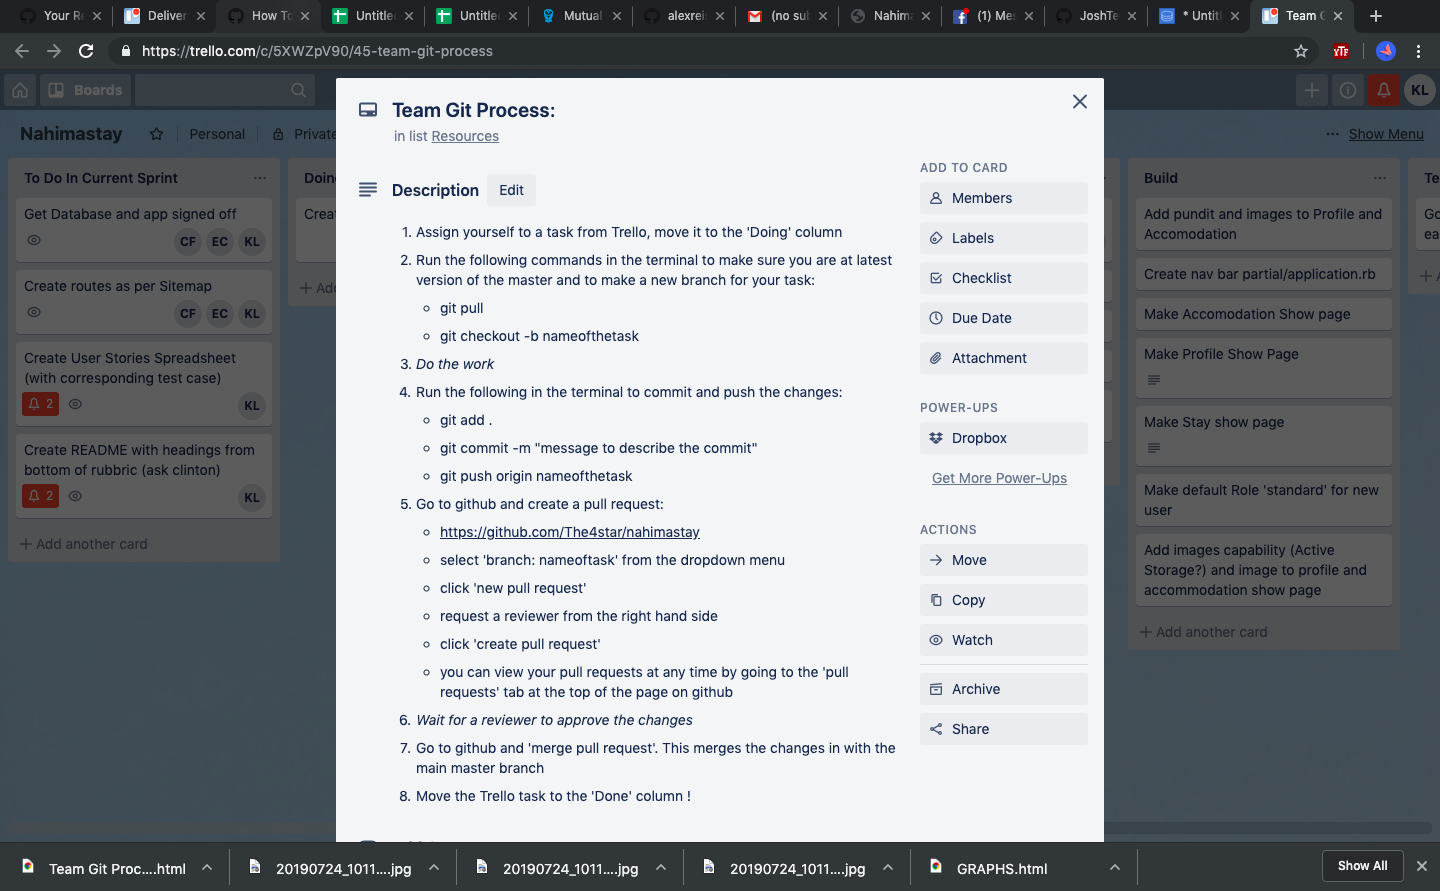 Your R
Deliver
How To
Untitle
Untitle
Mutual
alexrei
(no su
Nahima
(1) Me
JoshTe
* Untit
Team G
https://trello.com/c/5XWZpV90/45-team-git-process
Boards
KL
Nahimastay
Personal
Private
Show Menu
To Do In Current Sprint
Get Database and app signed off
CF EC KL
Create routes as per Sitemap
CF EC KL
Create User Stories Spreadsheet
(with corresponding test case)
2
KL
Create README with headings from
bottom of rubbric (ask clinton)
2
KL
+ Add another card
Doin
Crea
+ Add
Team Git Process:
in list Resources
Description Edit
1. Assign yourself to a task from Trello, move it to the 'Doing' column
2. Run the following commands in the terminal to make sure you are at latest
version of the master and to make a new branch for your task:
git pull
git checkout -b nameofthetask
3. Do the work
4. Run the following in the terminal to commit and push the changes:
git add .
git commit -m "message to describe the commit"
git push origin nameofthetask
5. Go to github and create a pull request:
https://github.com/The4star/nahimastay
select 'branch: nameoftask' from the dropdown menu
click 'new pull request'
request a reviewer from the right hand side
click 'create pull request'
you can view your pull requests at any time by going to the 'pull
requests' tab at the top of the page on github
6. Wait for a reviewer to approve the changes
7. Go to github and 'merge pull request'. This merges the changes in with the
main master branch
8. Move the Trello task to the 'Done' column !
ADD TO CARD
Members
Labels
Checklist
Due Date
Attachment
POWER-UPS
Dropbox
Get More Power-Ups
ACTIONS
Move
Copy
Watch
Archive
Share
Build
Add pundit and images to Profile and
Accomodation
Create nav bar partial/application.rb
Make Accomodation Show page
Make Profile Show Page
Make Stay show page
Make default Role 'standard' for new
user
Add images capability (Active
Storage?) and image to profile and
accommodation show page
+ Add another card
Te
Go
ea
+ A
Team Git Proc....html
20190724_1011....jpg
20190724_1011....jpg
20190724_1011....jpg
GRAPHS.html
Show All